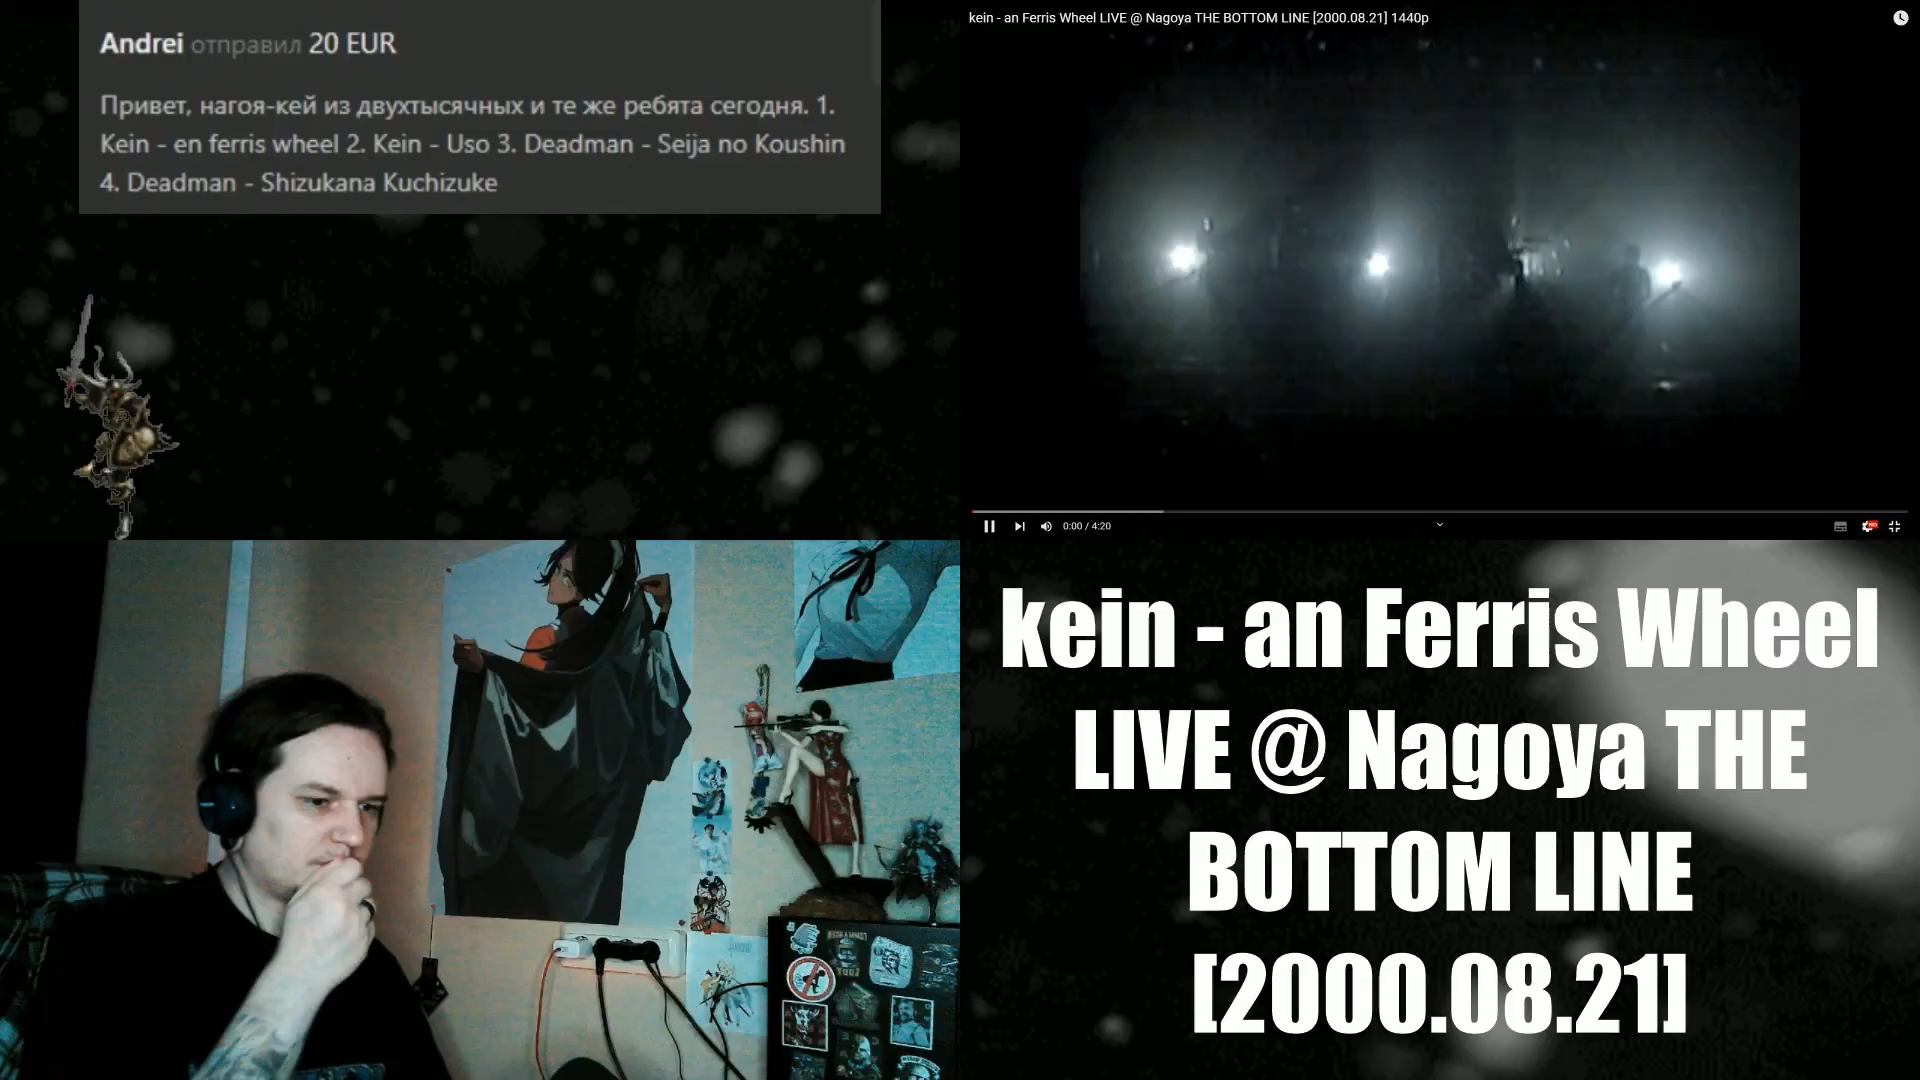 Andrei отправил 20 EUR
Привет, нагоя-кей из двухтысячных и те же ребята сегодня. 1.
Kein - en ferris wheel 2. Kein - Uso 3. Deadman - Seija no Koushin
4. Deadman - Shizukana Kuchizuke
kein - an Ferris Wheel LIVE @ Nagoya THE BOTTOM LINE [2000.08.21] 1440p
0:00 / 4:20
kein - an Ferris Wheel
LIVE @ Nagoya THE
BOTTOM LINE
[2000.08.21]